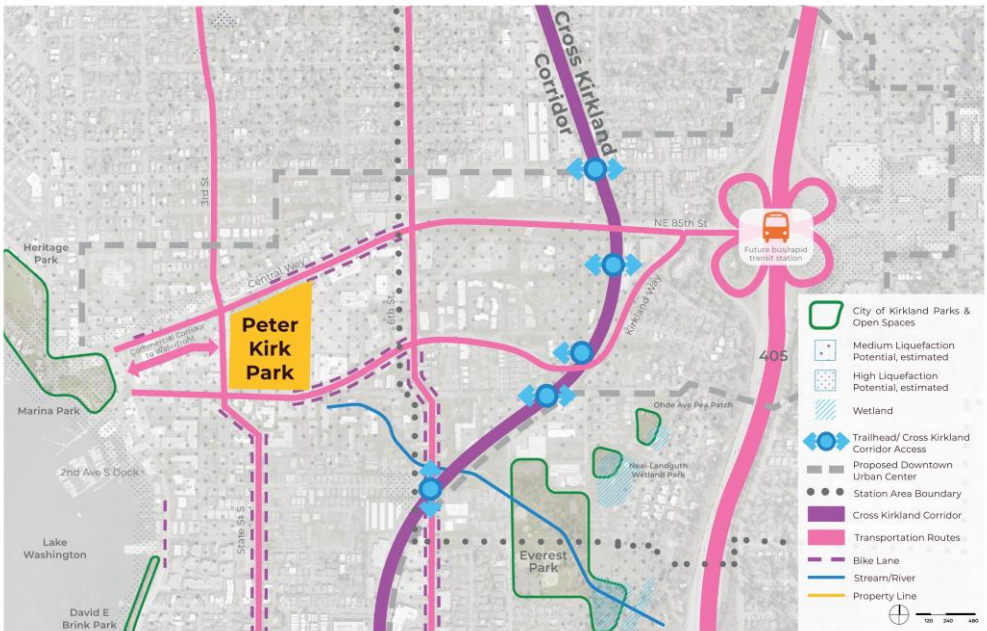 Cross Kirkland
Corridor
3rd St
NE 85th St
Future bus/rapid
transit station
Heritage
Park
Central Way
6th St
Kirkland Way
Peter
Kirk
Park
Commercial Corridor
to Waterfront
405
Marina Park
Ohde Ave Pea Patch
2nd Ave S Dock
Neal-Landguth
Wetland Park
State St S
Lake
Washington
Everest
Park
David E
Brink Park
City of Kirkland Parks &
Open Spaces
Medium Liquefaction
Potential, estimated
High Liquefaction
Potential, estimated
Wetland
Trailhead/ Cross Kirkland
Corridor Access
Proposed Downtown
Urban Center
Station Area Boundary
Cross Kirkland Corridor
Transportation Routes
Bike Lane
Stream/River
Property Line
120 240 480